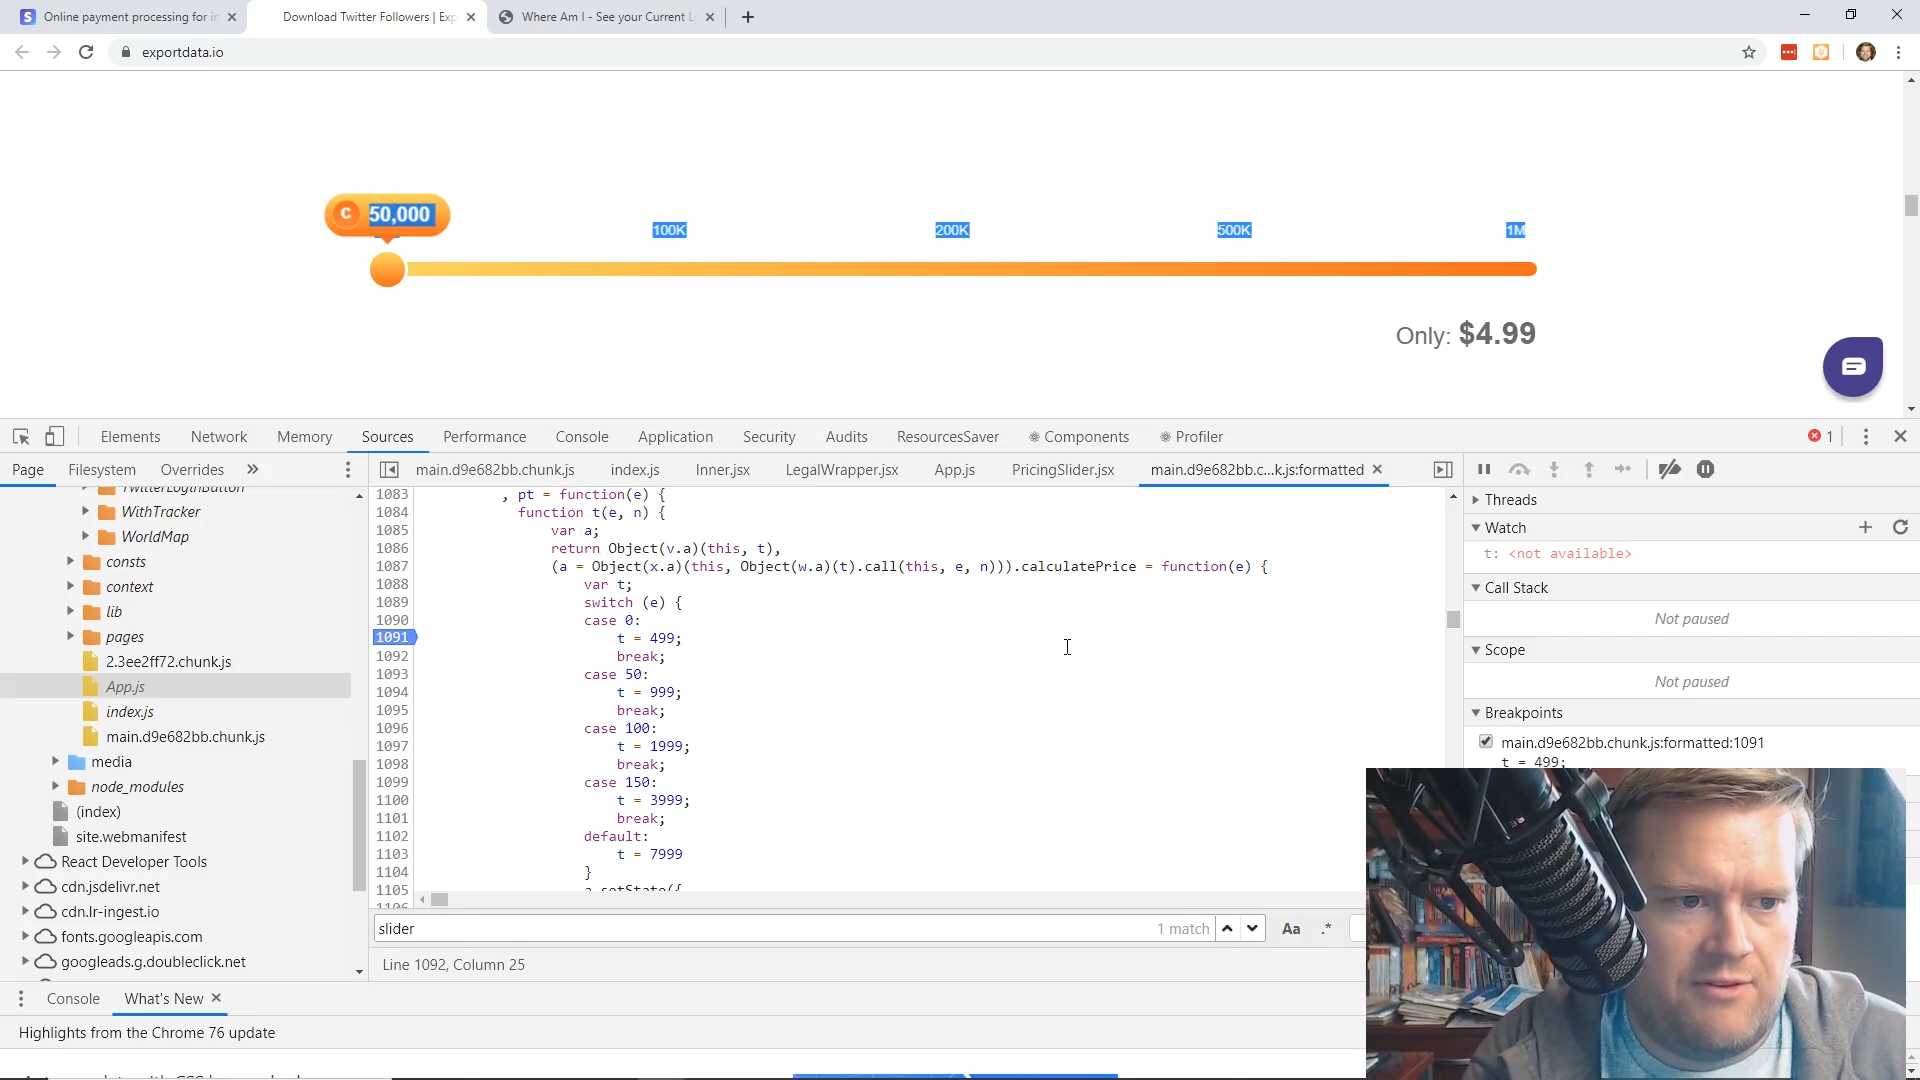 Online payment processing for in
Download Twitter Followers | Exp
Where Am I - See your Current L
exportdata.io
C 50,000
100K
200K
500K
1M
Only: $4.99
Elements
Network
Memory
Sources
Performance
Console
Application
Security
Audits
ResourcesSaver
Components
Profiler
1
Page
Filesystem
Overrides
main.d9e682bb.chunk.js
index.js
Inner.jsx
LegalWrapper.jsx
App.js
PricingSlider.jsx
main.d9e682bb.c...k.js:formatted
TwitterLoginButton
WithTracker
WorldMap
consts
context
lib
pages
2.3ee2ff72.chunk.js
App.js
index.js
main.d9e682bb.chunk.js
media
node_modules
(index)
site.webmanifest
React Developer Tools
cdn.jsdelivr.net
cdn.lr-ingest.io
fonts.googleapis.com
googleads.g.doubleclick.net
1083 , pt = function(e) {
1084 function t(e, n) {
1085 var a;
1086 return Object(v.a)(this, t),
1087 (a = Object(x.a)(this, Object(w.a)(t).call(this, e, n))).calculatePrice = function(e) {
1088 var t;
1089 switch (e) {
1090 case 0:
1091 t = 499;
1092 break;
1093 case 50:
1094 t = 999;
1095 break;
1096 case 100:
1097 t = 1999;
1098 break;
1099 case 150:
1100 t = 3999;
1101 break;
1102 default:
1103 t = 7999
1104 }
1105 a.setState({
1106
slider
1 match
Aa
.*
Line 1092, Column 25
Threads
Watch
t: <not available>
Call Stack
Not paused
Scope
Not paused
Breakpoints
main.d9e682bb.chunk.js:formatted:1091
t = 499;
Console
What's New
Highlights from the Chrome 76 update